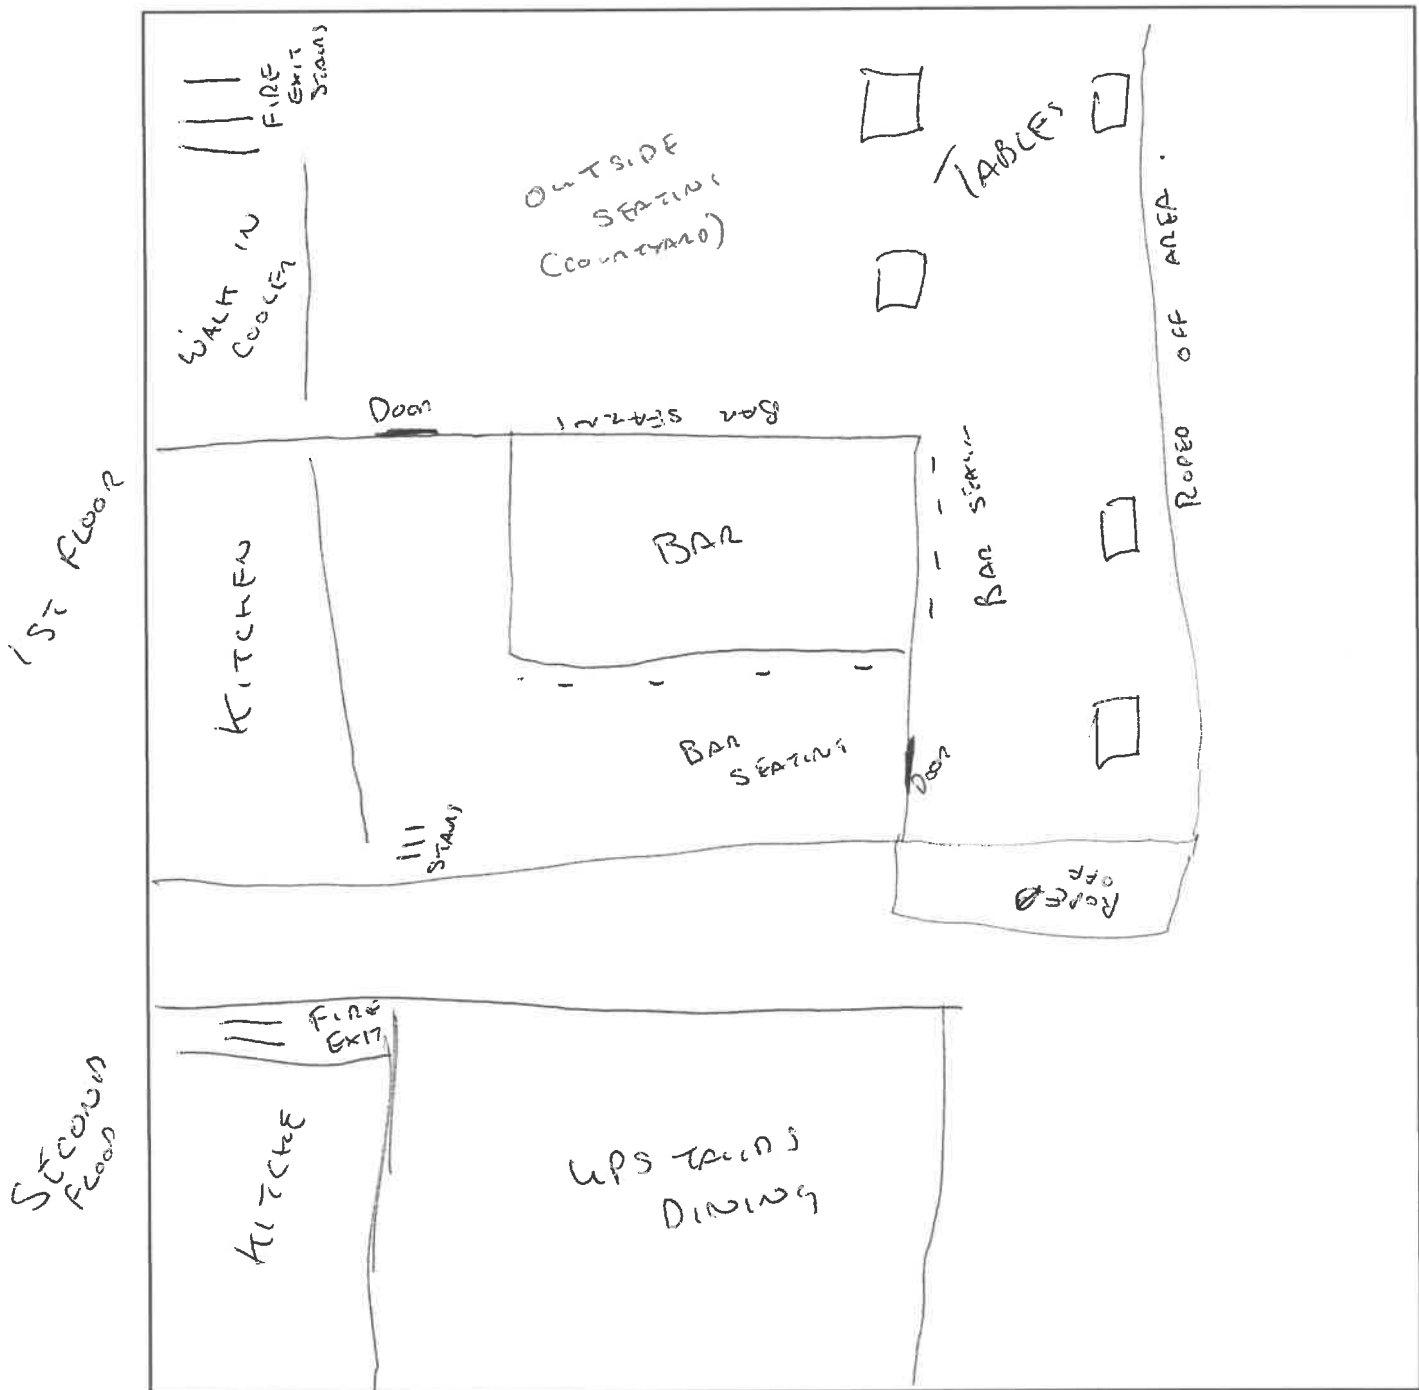 FIRE
EXIT
STAIRS
OUTSIDE
SEATING
(COURTYARD)
TABLES
WALK IN
COOLER
ROPED OFF AREA.
DOOR
BAR SEATING
1ST FLOOR
KITCHEN
BAR
BAR SEATIN
BAR
SEATING
DOOR
STAIRS
ROPED
OFF
SECOND
FLOOR
FIRE
EXIT
KITCHE
UPSTAIRS
DINING